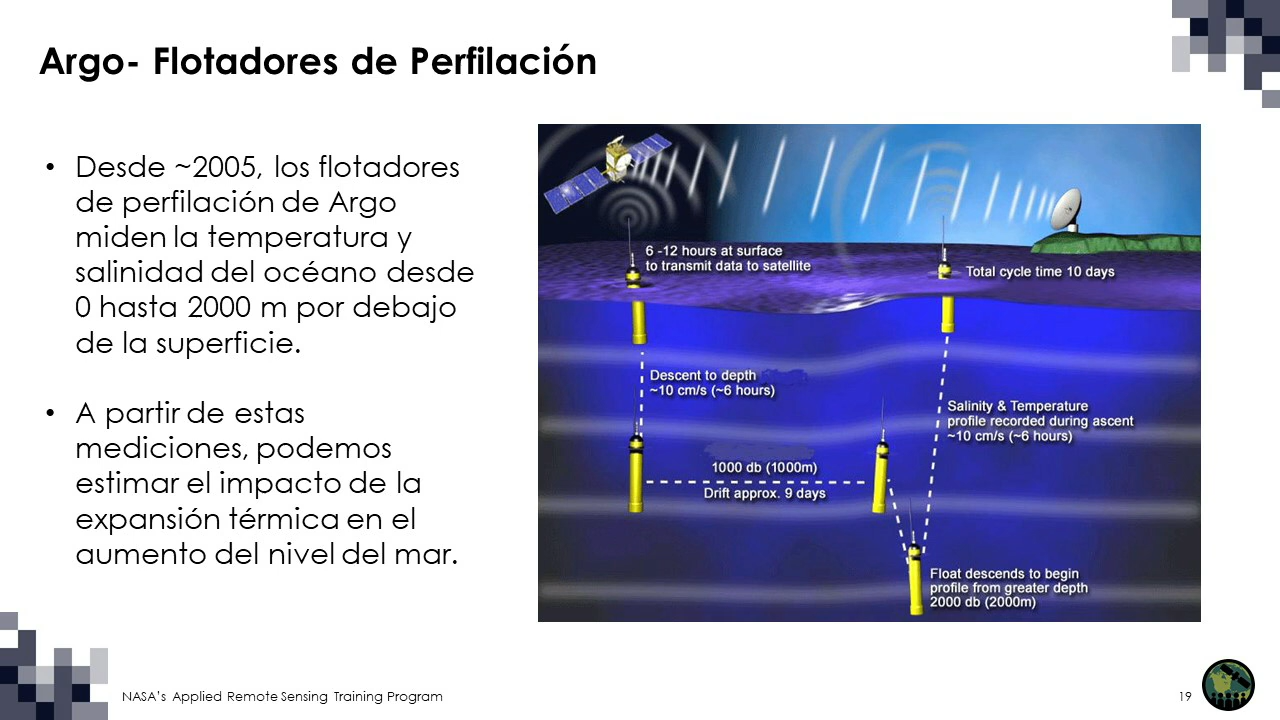 Argo- Flotadores de Perfilación
• Desde ~2005, los flotadores
de perfilación de Argo
miden la temperatura y
salinidad del océano desde
0 hasta 2000 m por debajo
de la superficie.
• A partir de estas
mediciones, podemos
estimar el impacto de la
expansión térmica en el
aumento del nivel del mar.
6 -12 hours at surface
to transmit data to satellite
Total cycle time 10 days
Descent to depth
~10 cm/s (~6 hours)
Salinity & Temperature
profile recorded during ascent
~10 cm/s (~6 hours)
1000 db (1000m)
Drift approx. 9 days
Float descends to begin
profile from greater depth
2000 db (2000m)
NASA's Applied Remote Sensing Training Program
19